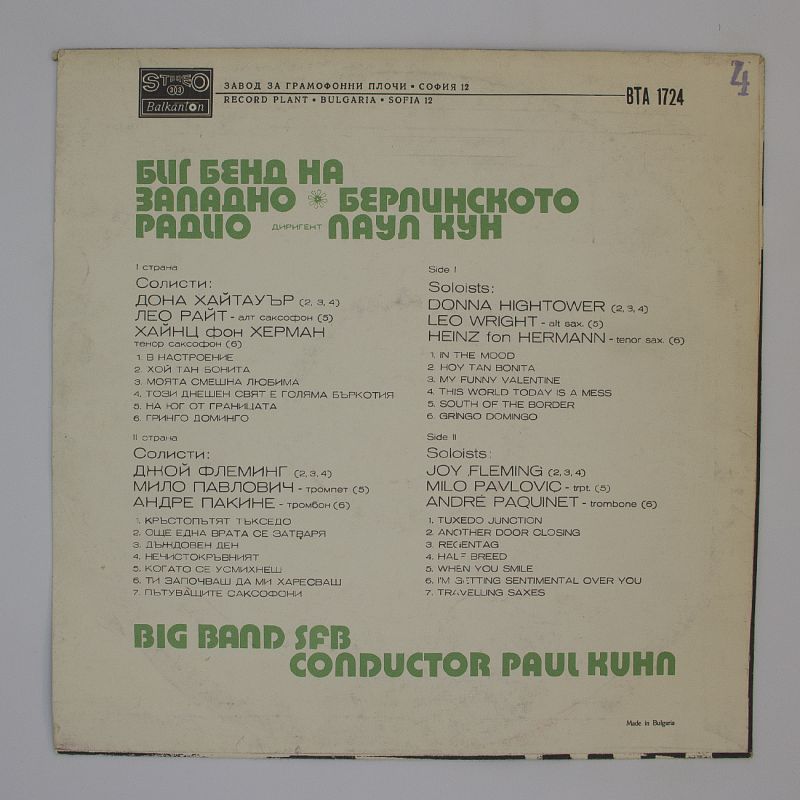 STEREO
33
Balkanton
ЗАВОД ЗА ГРАМОФОННИ ПЛОЧИ • СОФИЯ 12
RECORD PLANT • BULGARIA • SOFIA 12
BTA 1724
4
БИГ БЕНД НА
ЗАПАДНО БЕРЛИНСКОТО
РАДИО ДИРИГЕНТ ПАУЛ КУН
I страна
Солисти:
ДОНА ХАЙТАУЪР (2, 3, 4)
ЛЕО РАЙТ - алт саксофон (5)
ХАЙНЦ фон ХЕРМАН
тенор саксофон (6)
1. В НАСТРОЕНИЕ
2. ХОЙ ТАН БОНИТА
3. МОЯТА СМЕШНА ЛЮБИМА
4. ТОЗИ ДНЕШЕН СВЯТ Е ГОЛЯМА БЪРКОТИЯ
5. НА ЮГ ОТ ГРАНИЦАТА
6. ГРИНГО ДОМИНГО
Side I
Soloists:
DONNA HIGHTOWER (2, 3, 4)
LEO WRIGHT - alt sax. (5)
HEINZ fon HERMANN - tenor sax. (6)
1. IN THE MOOD
2. HOY TAN BONITA
3. MY FUNNY VALENTINE
4. THIS WORLD TODAY IS A MESS
5. SOUTH OF THE BORDER
6. GRINGO DOMINGO
II страна
Солисти:
ДЖОЙ ФЛЕМИНГ (2, 3, 4)
МИЛО ПАВЛОВИЧ - тромпет (5)
АНДРЕ ПАКИНЕ - тромбон (6)
1. КРЪСТОПЪТЯТ ТЪКСЕДО
2. ОЩЕ ЕДНА ВРАТА СЕ ЗАТВАРЯ
3. ДЪЖДОВЕН ДЕН
4. НЕЧИСТОКРЪВНИЯТ
5. КОГАТО СЕ УСМИХНЕШ
6. ТИ ЗАПОЧВАШ ДА МИ ХАРЕСВАШ
7. ПЪТУВАЩИТЕ САКСОФОНИ
Side II
Soloists:
JOY FLEMING (2, 3, 4)
MILO PAVLOVIC - trpt. (5)
ANDRÉ PAQUINET - trombone (6)
1. TUXEDO JUNCTION
2. ANOTHER DOOR CLOSING
3. REGENTAG
4. HALF BREED
5. WHEN YOU SMILE
6. I'M GETTING SENTIMENTAL OVER YOU
7. TRAVELLING SAXES
BIG BAND SFB
CONDUCTOR PAUL KUHN
Made in Bulgaria